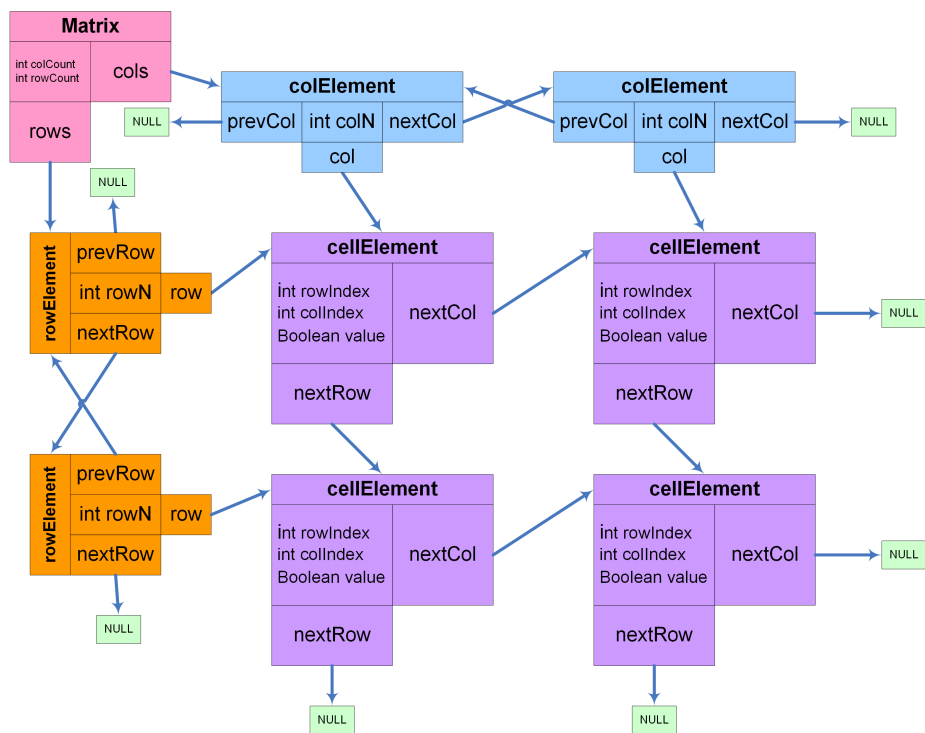 Matrix
int colCount
int rowCount
cols
rows
colElement
prevCol int colN nextCol
col
colElement
prevCol int colN nextCol
col
NULL
NULL
NULL
rowElement
prevRow
int rowN row
nextRow
cellElement
int rowIndex
int colIndex
Boolean value
nextCol
nextRow
cellElement
int rowIndex
int colIndex
Boolean value
nextCol
nextRow
NULL
rowElement
prevRow
int rowN row
nextRow
NULL
cellElement
int rowIndex
int colIndex
Boolean value
nextCol
nextRow
NULL
cellElement
int rowIndex
int colIndex
Boolean value
nextCol
nextRow
NULL
NULL